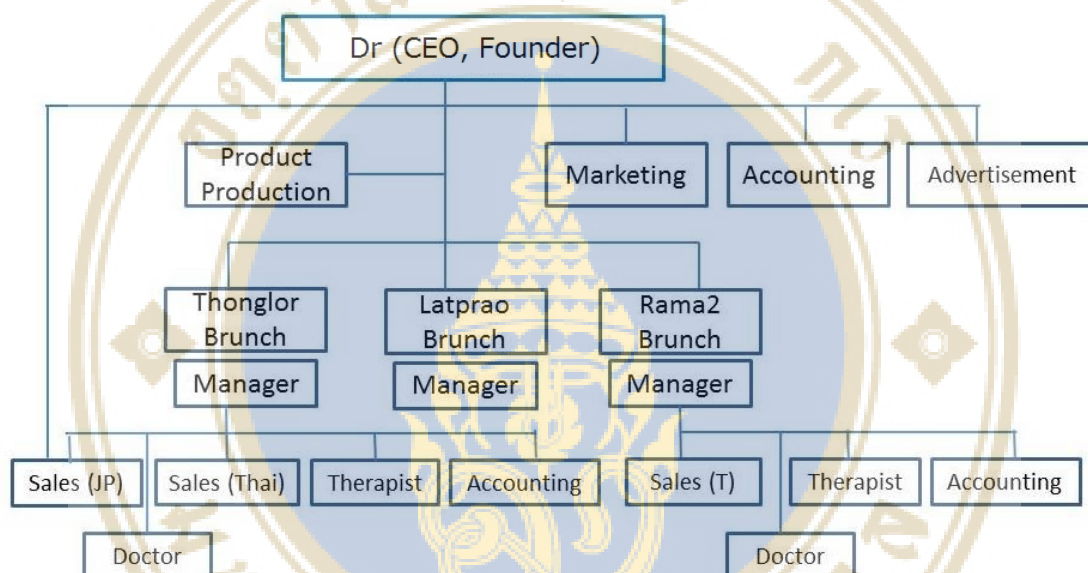 Dr (CEO, Founder)
Product
Production
Marketing
Accounting
Advertisement
Thonglor
Brunch
Latprao
Brunch
Rama2
Brunch
Manager
Manager
Manager
Sales (JP)
Sales (Thai)
Therapist
Accounting
Sales (T)
Therapist
Accounting
Doctor
Doctor